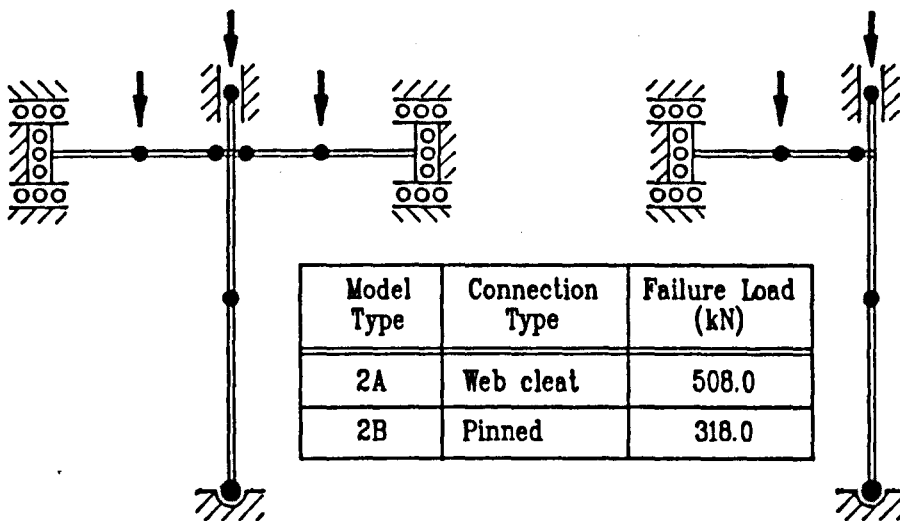 Model Type
Connection Type
Failure Load (kN)
2A
Web cleat
508.0
2B
Pinned
318.0